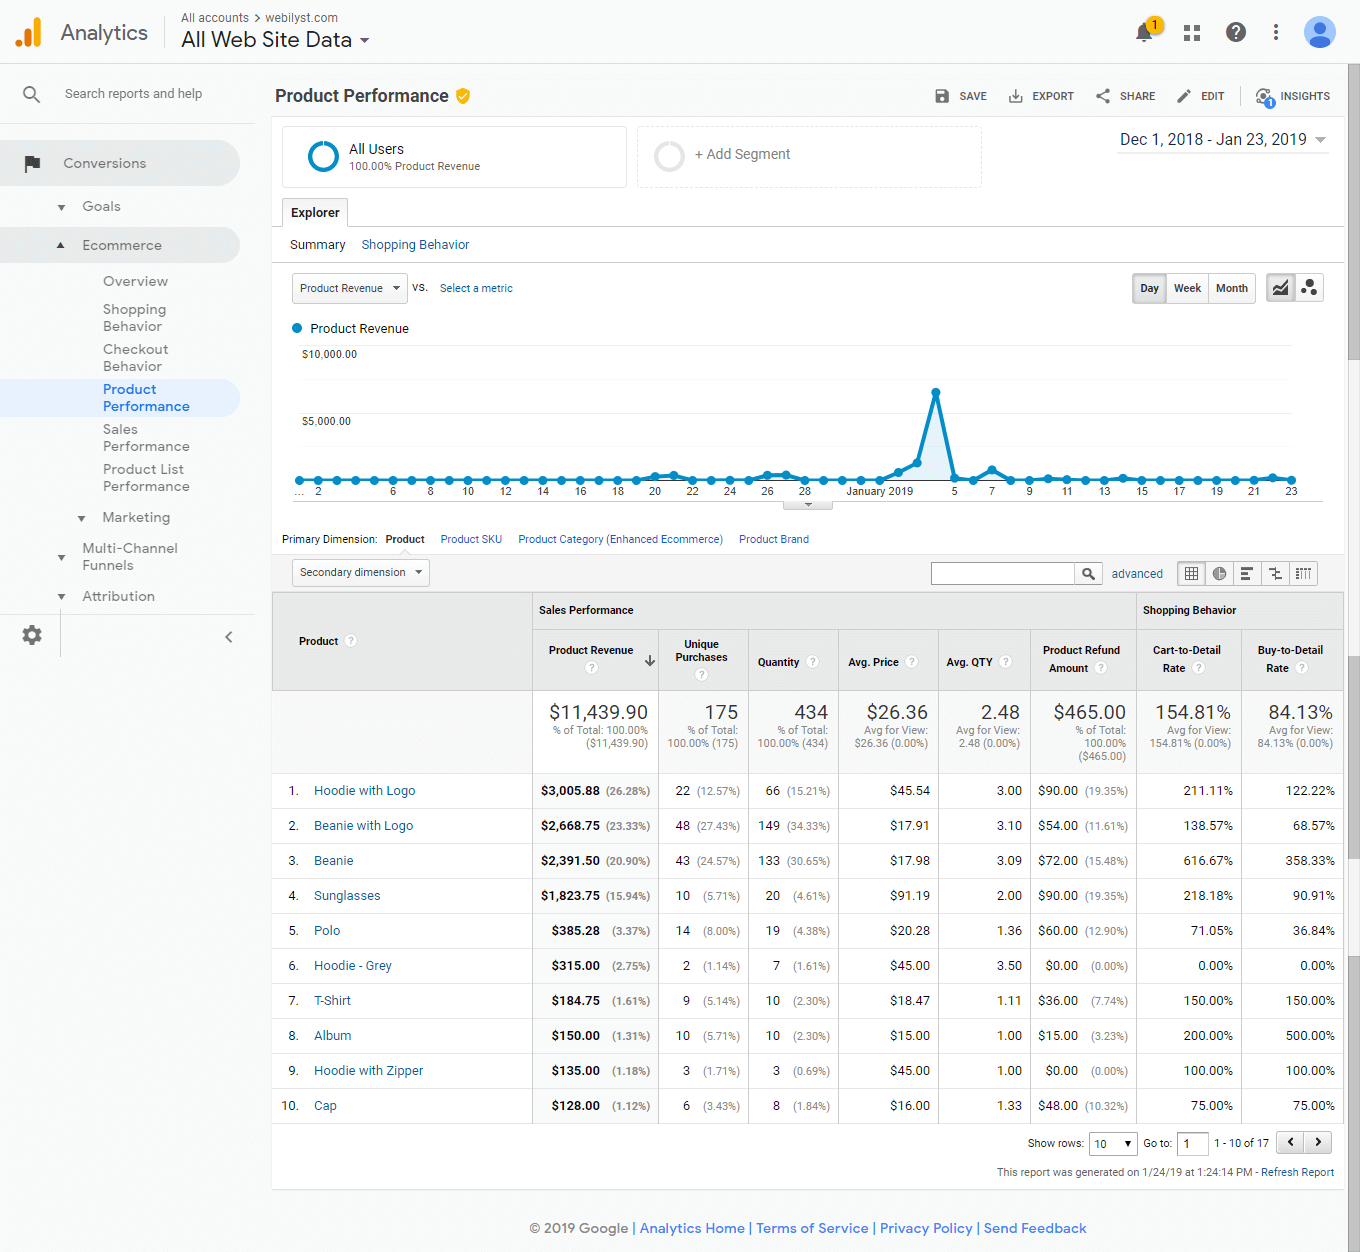 Analytics
All accounts > webilyst.com
All Web Site Data
1
Search reports and help
Conversions
Goals
Ecommerce
Overview
Shopping
Behavior
Checkout
Behavior
Product
Performance
Sales
Performance
Product List
Performance
Marketing
Multi-Channel
Funnels
Attribution
Product Performance
SAVE
EXPORT
SHARE
EDIT
1
INSIGHTS
All Users
100.00% Product Revenue
+ Add Segment
Dec 1, 2018 - Jan 23, 2019
Explorer
Summary Shopping Behavior
Product Revenue VS. Select a metric
Day Week Month
Product Revenue
$10,000.00
$5,000.00
... 2 6 8 10 12 14 16 18 20 22 24 26 28 January 2019 5 7 9 11 13 15 17 19 21 23
Primary Dimension: Product Product SKU Product Category (Enhanced Ecommerce) Product Brand
Secondary dimension
advanced
Product ?
Sales Performance
Shopping Behavior
Product Revenue ?
Unique Purchases ?
Quantity ?
Avg. Price ?
Avg. QTY ?
Product Refund Amount ?
Cart-to-Detail Rate ?
Buy-to-Detail Rate ?
$11,439.90 175 434 $26.36 2.48 $465.00 154.81% 84.13%
% of Total: 100.00% ($11,439.90)
% of Total: 100.00% (175)
% of Total: 100.00% (434)
Avg for View: $26.36 (0.00%)
Avg for View: 2.48 (0.00%)
% of Total: 100.00% ($465.00)
Avg for View: 154.81% (0.00%)
Avg for View: 84.13% (0.00%)
1. Hoodie with Logo $3,005.88 (26.28%) 22 (12.57%) 66 (15.21%) $45.54 3.00 $90.00 (19.35%) 211.11% 122.22%
2. Beanie with Logo $2,668.75 (23.33%) 48 (27.43%) 149 (34.33%) $17.91 3.10 $54.00 (11.61%) 138.57% 68.57%
3. Beanie $2,391.50 (20.90%) 43 (24.57%) 133 (30.65%) $17.98 3.09 $72.00 (15.48%) 616.67% 358.33%
4. Sunglasses $1,823.75 (15.94%) 10 (5.71%) 20 (4.61%) $91.19 2.00 $90.00 (19.35%) 218.18% 90.91%
5. Polo $385.28 (3.37%) 14 (8.00%) 19 (4.38%) $20.28 1.36 $60.00 (12.90%) 71.05% 36.84%
6. Hoodie - Grey $315.00 (2.75%) 2 (1.14%) 7 (1.61%) $45.00 3.50 $0.00 (0.00%) 0.00% 0.00%
7. T-Shirt $184.75 (1.61%) 9 (5.14%) 10 (2.30%) $18.47 1.11 $36.00 (7.74%) 150.00% 150.00%
8. Album $150.00 (1.31%) 10 (5.71%) 10 (2.30%) $15.00 1.00 $15.00 (3.23%) 200.00% 500.00%
9. Hoodie with Zipper $135.00 (1.18%) 3 (1.71%) 3 (0.69%) $45.00 1.00 $0.00 (0.00%) 100.00% 100.00%
10. Cap $128.00 (1.12%) 6 (3.43%) 8 (1.84%) $16.00 1.33 $48.00 (10.32%) 75.00% 75.00%
Show rows: 10 Go to: 1 1 - 10 of 17
This report was generated on 1/24/19 at 1:24:14 PM - Refresh Report
© 2019 Google | Analytics Home | Terms of Service | Privacy Policy | Send Feedback